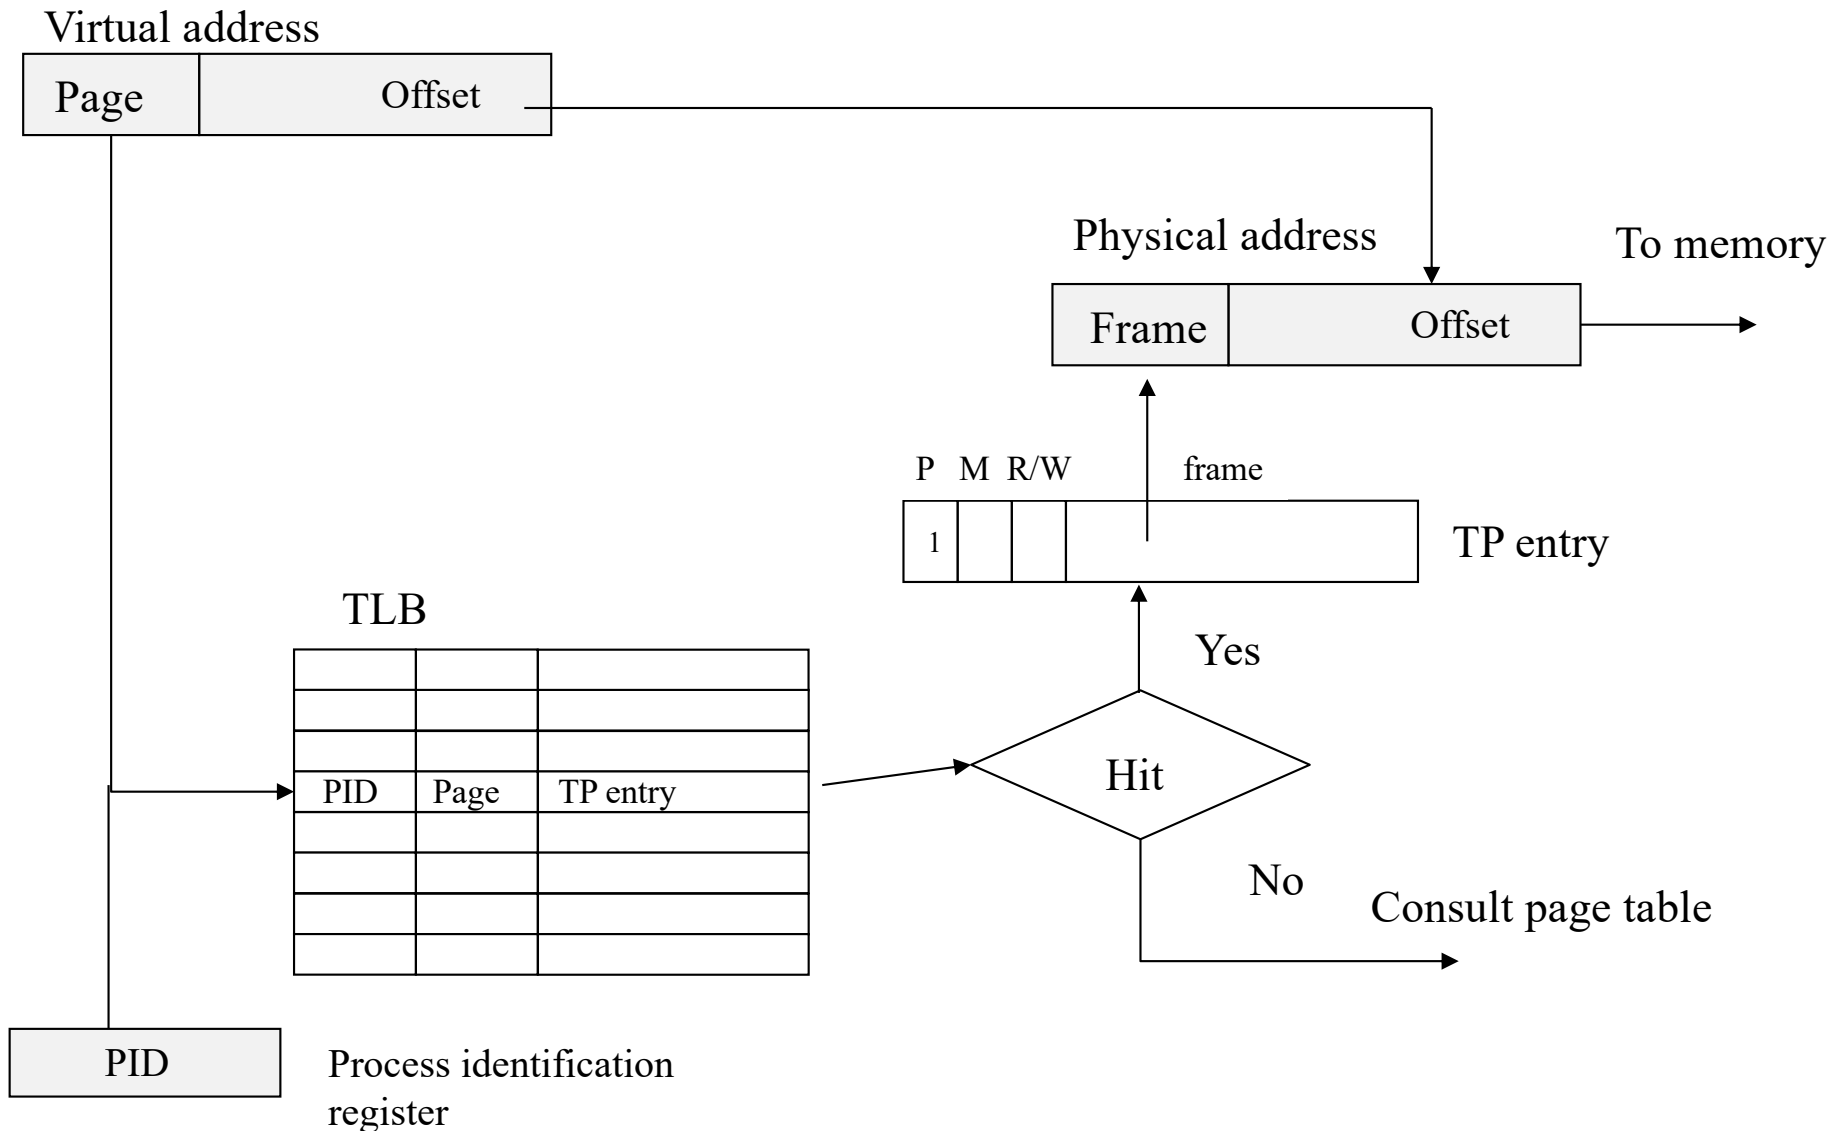 Virtual address
Page
Offset
Physical address
To memory
Frame
Offset
P M R/W frame
1
TP entry
TLB
Yes
PID Page TP entry
Hit
No
Consult page table
PID
Process identification
register